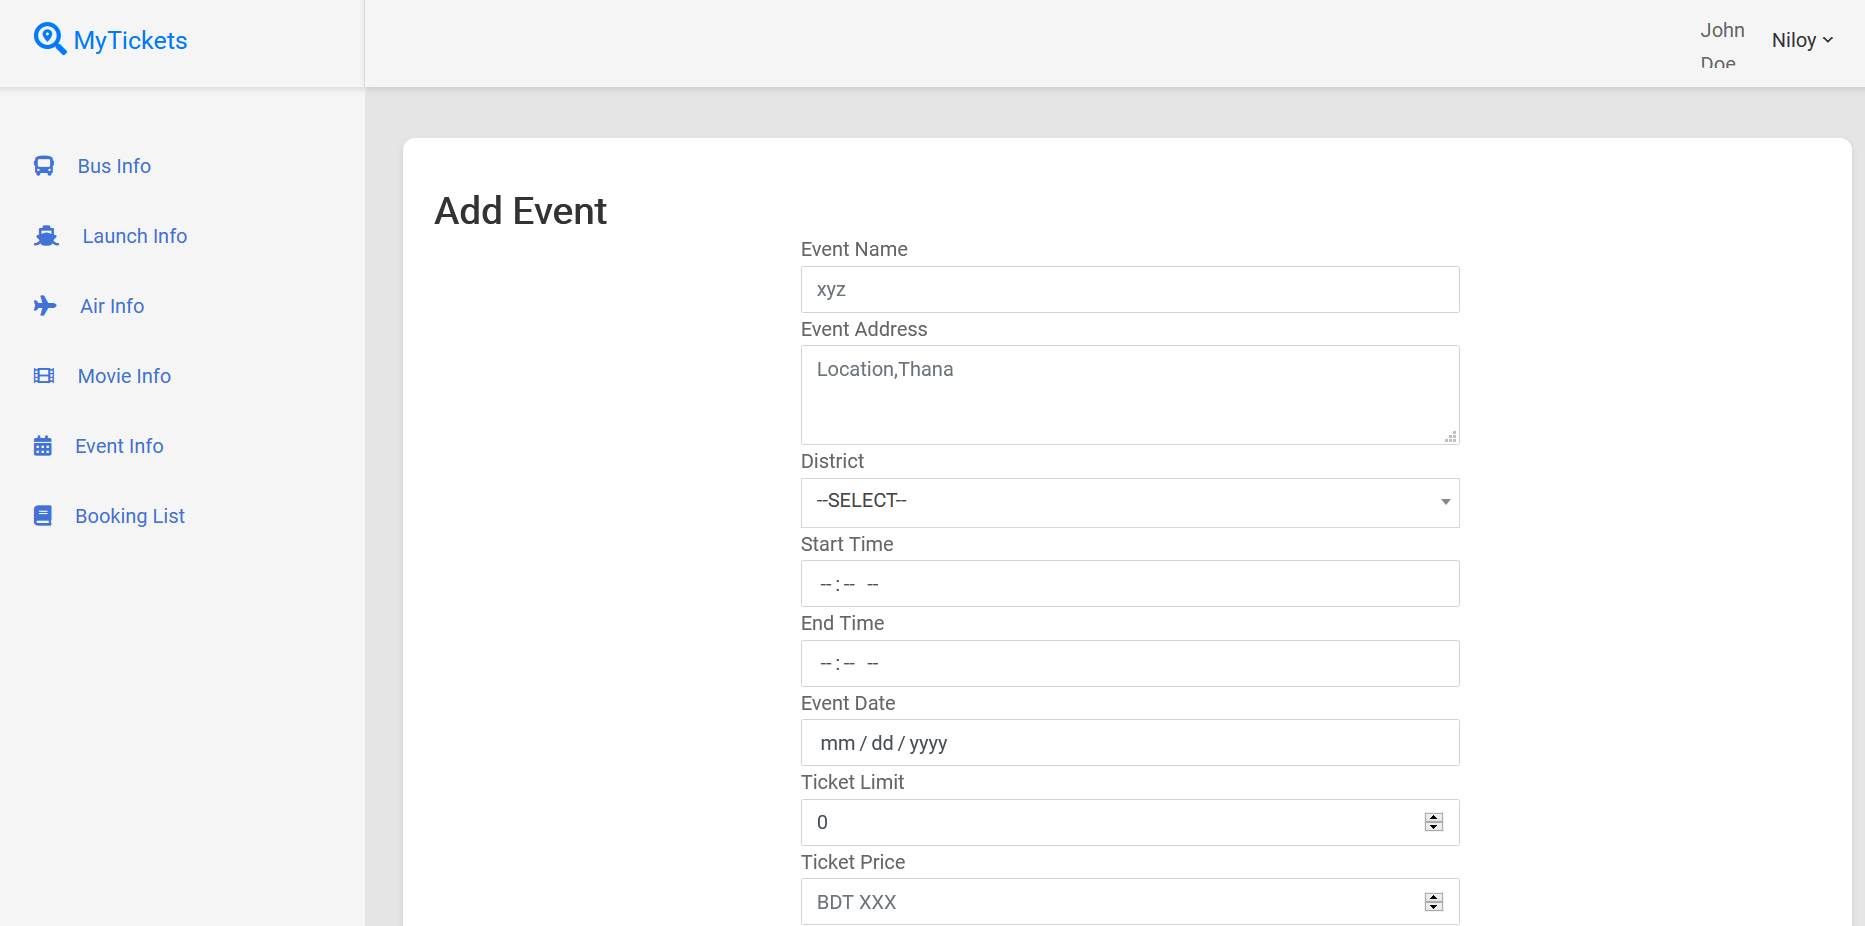 MyTickets
John
Doe
Niloy
Bus Info
Launch Info
Air Info
Movie Info
Event Info
Booking List
Add Event
Event Name
xyz
Event Address
Location,Thana
District
--SELECT--
Start Time
--:-- --
End Time
--:-- --
Event Date
mm / dd / yyyy
Ticket Limit
0
Ticket Price
BDT XXX